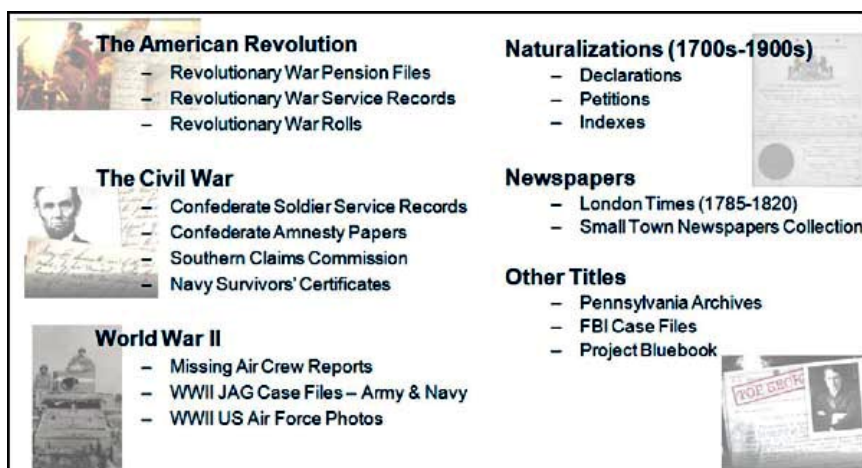 The American Revolution
– Revolutionary War Pension Files
– Revolutionary War Service Records
– Revolutionary War Rolls
The Civil War
– Confederate Soldier Service Records
– Confederate Amnesty Papers
– Southern Claims Commission
– Navy Survivors' Certificates
World War II
– Missing Air Crew Reports
– WWII JAG Case Files – Army & Navy
– WWII US Air Force Photos
Naturalizations (1700s-1900s)
– Declarations
– Petitions
– Indexes
Newspapers
– London Times (1785-1820)
– Small Town Newspapers Collection
Other Titles
– Pennsylvania Archives
– FBI Case Files
– Project Bluebook
TOP